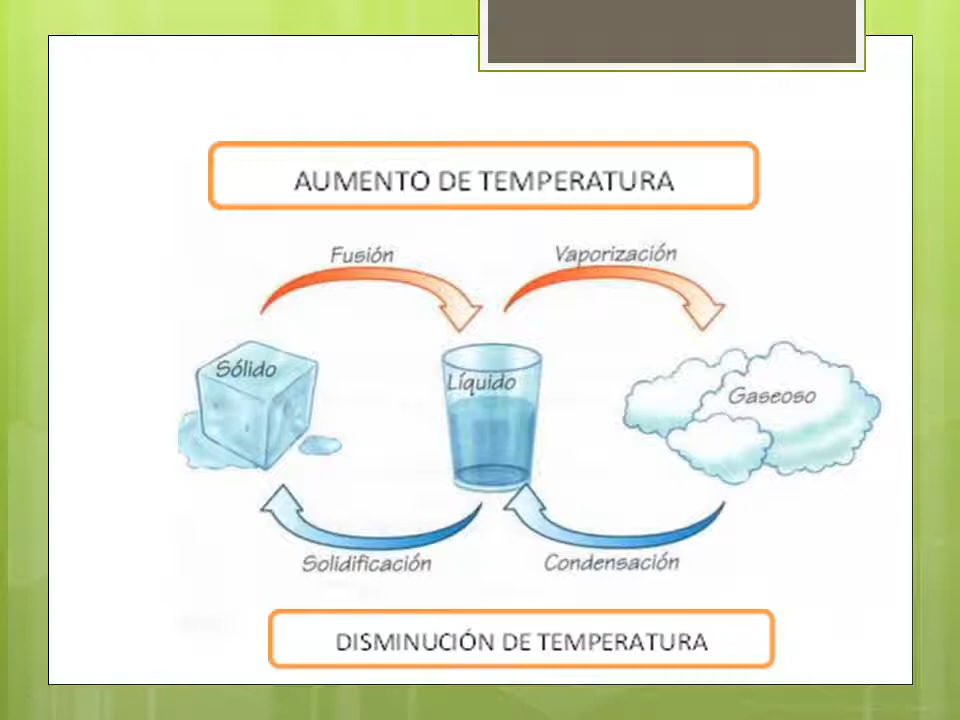 AUMENTO DE TEMPERATURA
Fusión
Vaporización
Sólido
Líquido
Gaseoso
Solidificación
Condensación
DISMINUCIÓN DE TEMPERATURA